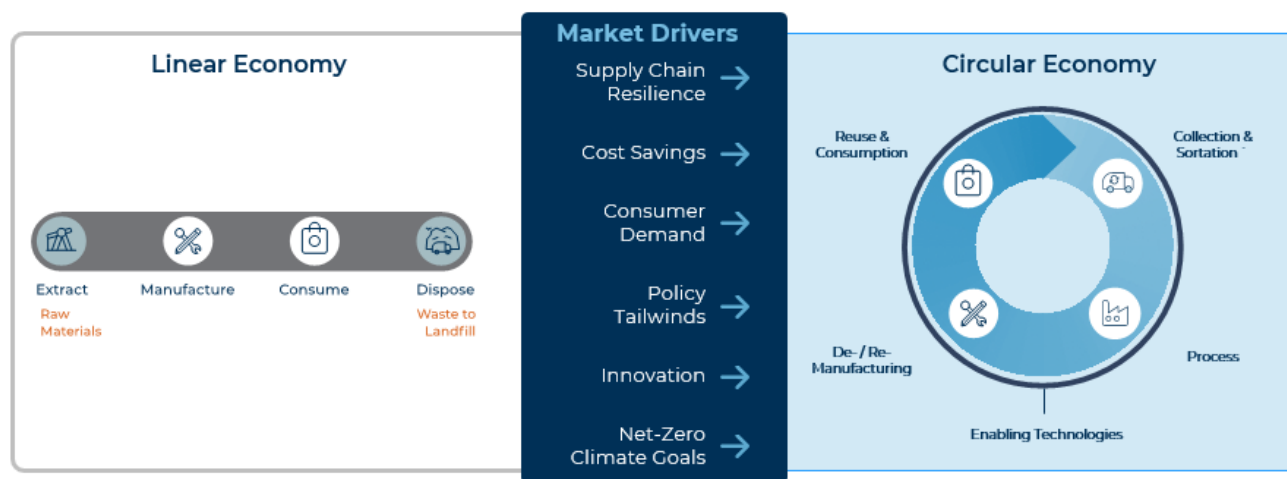 Linear Economy
Extract
Manufacture
Consume
Dispose
Raw
Materials
Waste to
Landfill
Market Drivers
Supply Chain
Resilience
Cost Savings
Consumer
Demand
Policy
Tailwinds
Innovation
Net-Zero
Climate Goals
Circular Economy
Reuse &
Consumption
Collection &
Sortation
De- / Re-
Manufacturing
Process
Enabling Technologies